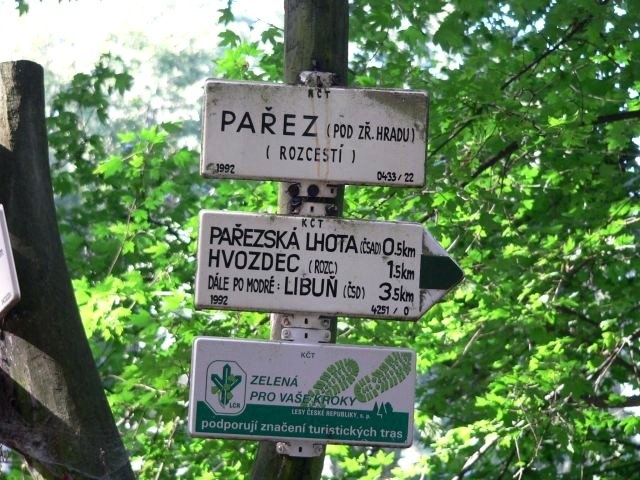 KČT
PAŘEZ (POD ZŘ. HRADU)
( ROZCESTÍ )
1992 0433 / 22
KČT
PAŘEZSKÁ LHOTA (ČSAD) 0.5km
HVOZDEC (ROZC.) 1.5km
DÁLE PO MODRÉ : LIBUŇ (ČSD) 3.5km
1992 4251 / 0
KČT
LCR
ZELENÁ
PRO VAŠE KROKY
LESY ČESKÉ REPUBLIKY, s. p.
podporují značení turistických tras